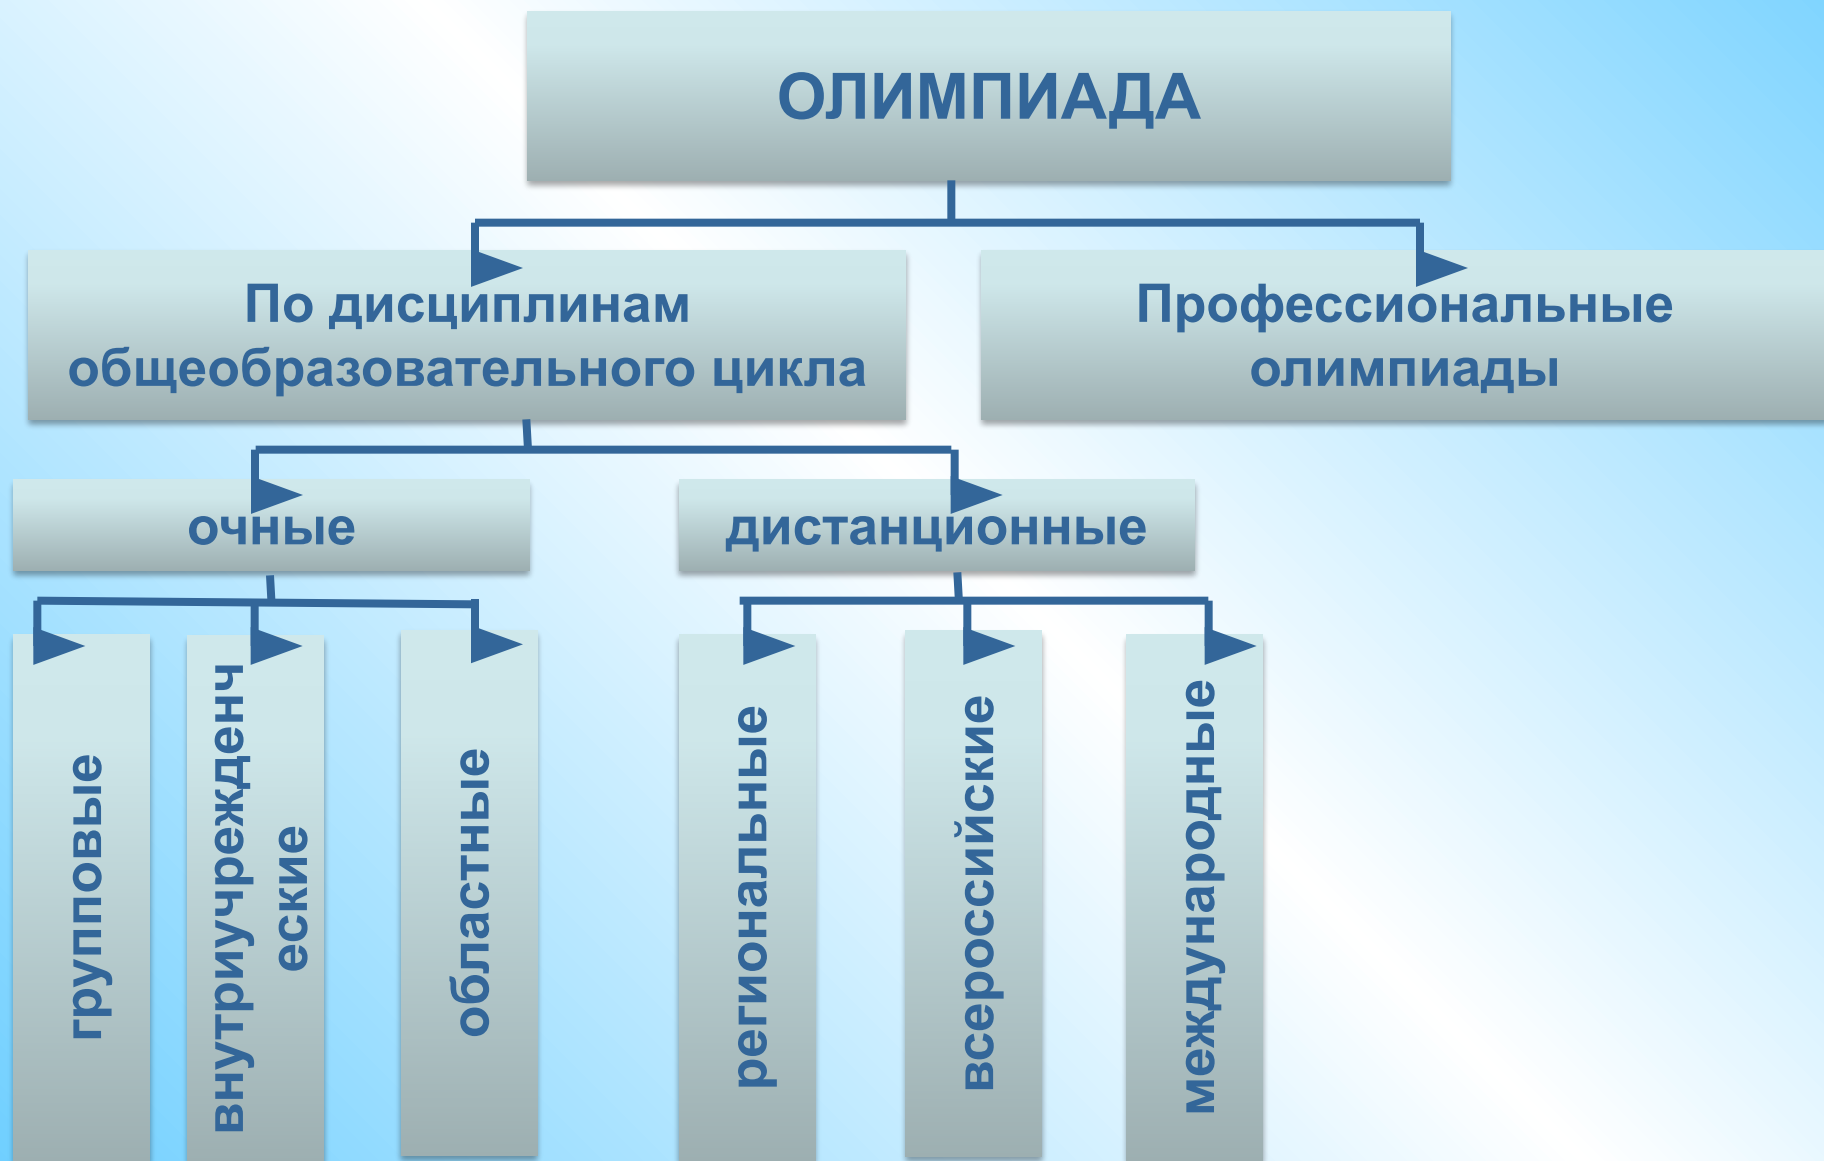 ОЛИМПИАДА
По дисциплинам
общеобразовательного цикла
Профессиональные
олимпиады
очные
дистанционные
групповые
внутриучрежденч
еские
областные
региональные
всероссийские
международные